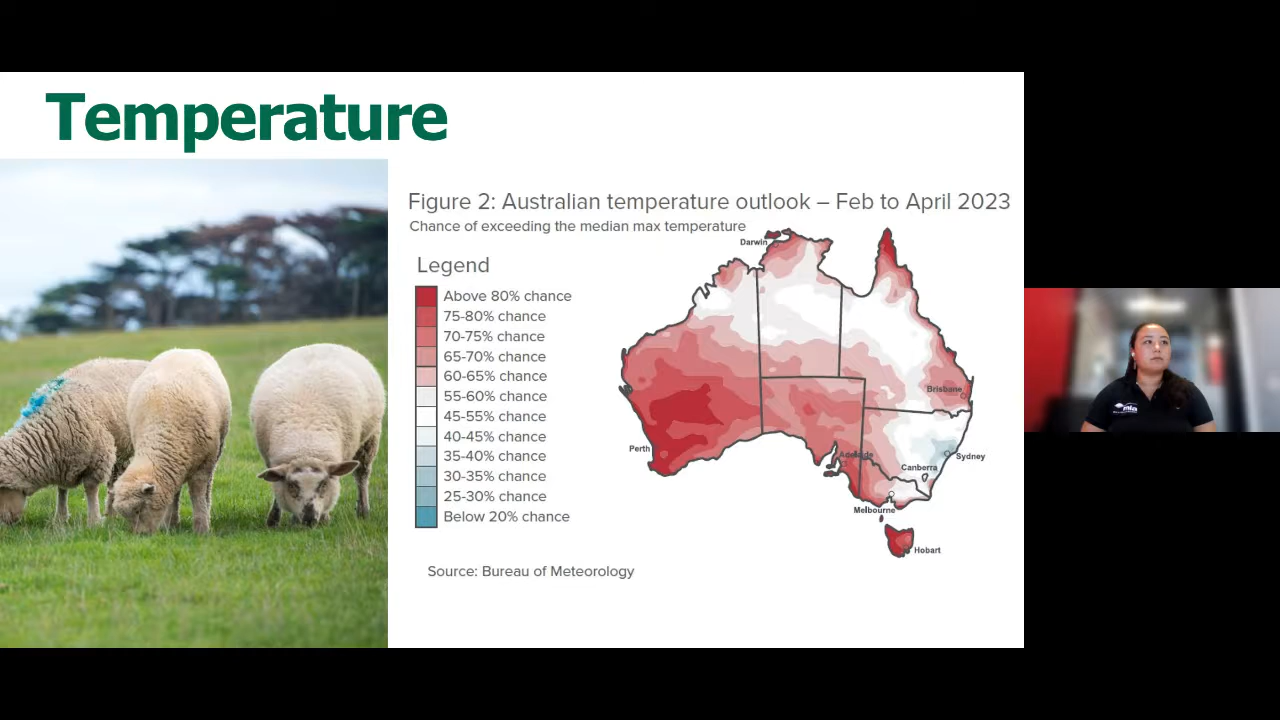 Temperature
Figure 2: Australian temperature outlook – Feb to April 2023
Chance of exceeding the median max temperature
Legend
Above 80% chance
75-80% chance
70-75% chance
65-70% chance
60-65% chance
55-60% chance
45-55% chance
40-45% chance
35-40% chance
30-35% chance
25-30% chance
Below 20% chance
Darwin
Brisbane
Perth
Adelaide
Sydney
Canberra
Melbourne
Hobart
Source: Bureau of Meteorology
mla